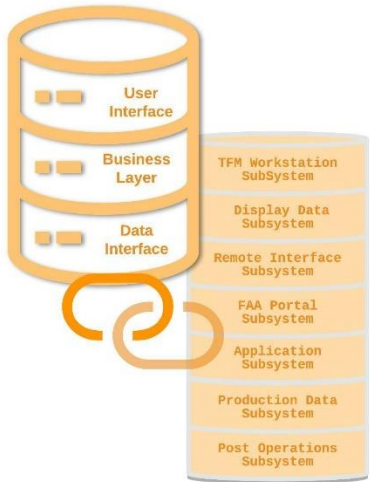 User
Interface
Business
Layer
Data
Interface
TFM Workstation
SubSystem
Display Data
Subsystem
Remote Interface
Subsystem
FAA Portal
Subsystem
Application
Subsystem
Production Data
Subsystem
Post Operations
Subsystem